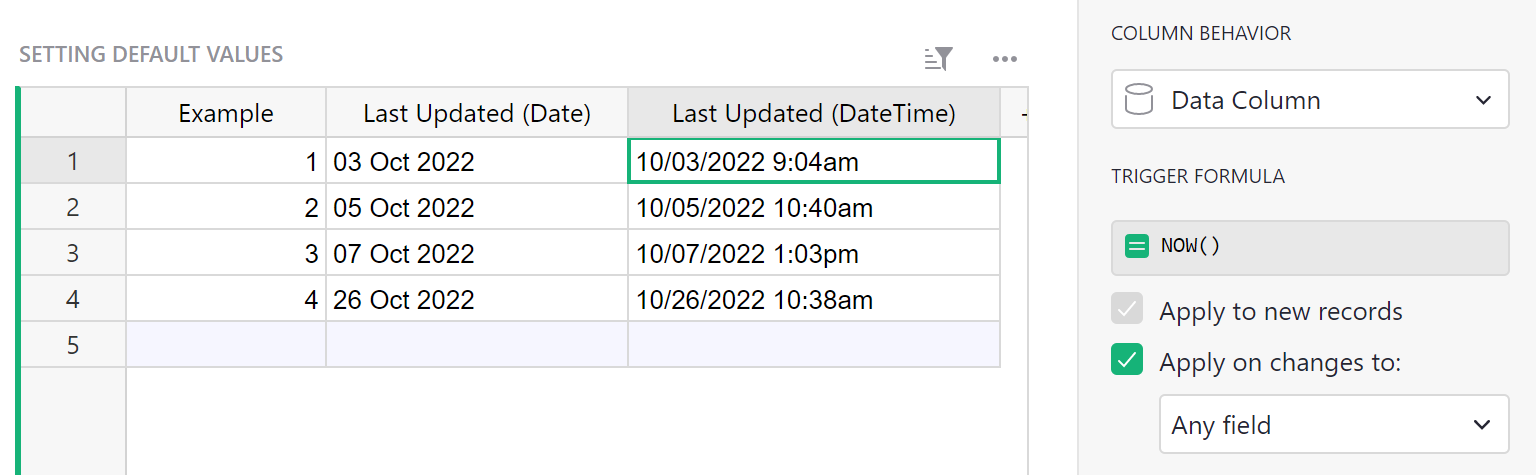 SETTING DEFAULT VALUES
Example Last Updated (Date) Last Updated (DateTime)
1 1 03 Oct 2022 10/03/2022 9:04am
2 2 05 Oct 2022 10/05/2022 10:40am
3 3 07 Oct 2022 10/07/2022 1:03pm
4 4 26 Oct 2022 10/26/2022 10:38am
5
COLUMN BEHAVIOR
Data Column
TRIGGER FORMULA
NOW()
Apply to new records
Apply on changes to:
Any field